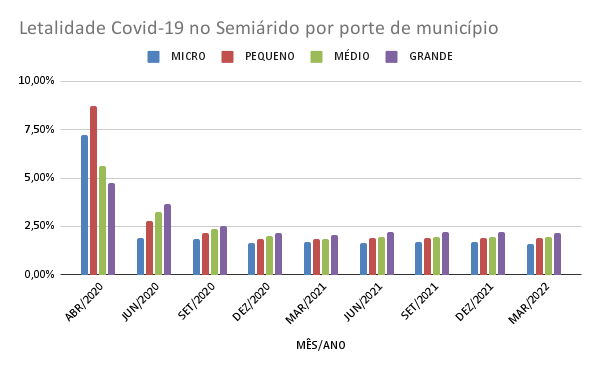 Letalidade Covid-19 no Semiárido por porte de município
MICRO PEQUENO MÉDIO GRANDE
10,00%
7,50%
5,00%
2,50%
0,00%
ABR/2020 JUN/2020 SET/2020 DEZ/2020 MAR/2021 JUN/2021 SET/2021 DEZ/2021 MAR/2022
MÊS/ANO